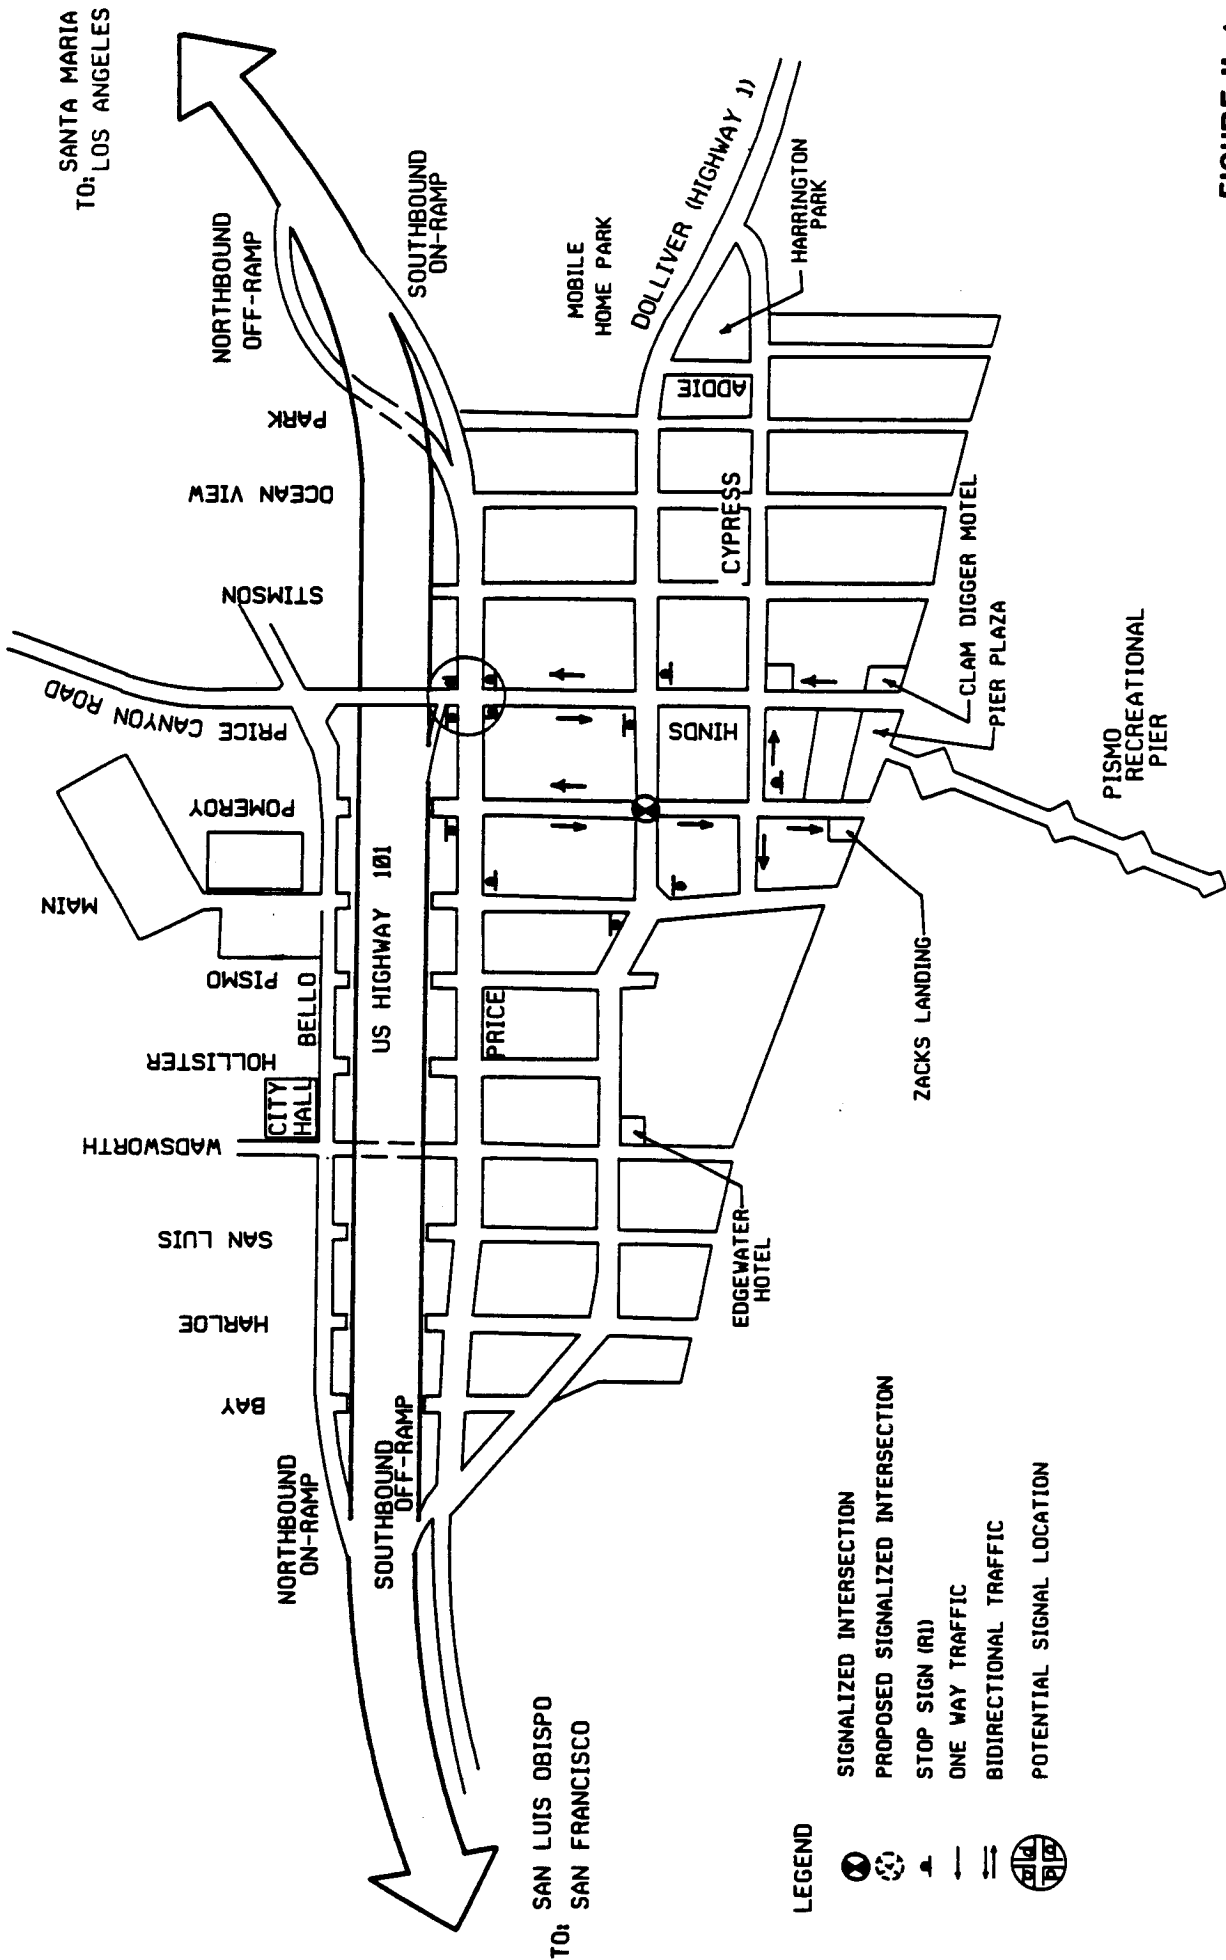 TO: SANTA MARIA
LOS ANGELES
NORTHBOUND
OFF-RAMP
SOUTHBOUND
ON-RAMP
PARK
OCEAN VIEW
STIMSON
PRICE CANYON ROAD
POMEROY
MAIN
PISMO
BELLO
HOLLISTER
CITY
HALL
WADSWORTH
SAN LUIS
HARLOE
BAY
NORTHBOUND
ON-RAMP
SOUTHBOUND
OFF-RAMP
US HIGHWAY 101
PRICE
MOBILE
HOME PARK
DOLLIVER (HIGHWAY 1)
HARRINGTON
PARK
ADDIE
CYPRESS
HINDS
CLAM DIGGER MOTEL
PIER PLAZA
PISMO
RECREATIONAL
PIER
ZACKS LANDING
EDGEWATER
HOTEL
TO: SAN LUIS OBISPO
SAN FRANCISCO
LEGEND
SIGNALIZED INTERSECTION
PROPOSED SIGNALIZED INTERSECTION
STOP SIGN (R1)
ONE WAY TRAFFIC
BIDIRECTIONAL TRAFFIC
POTENTIAL SIGNAL LOCATION